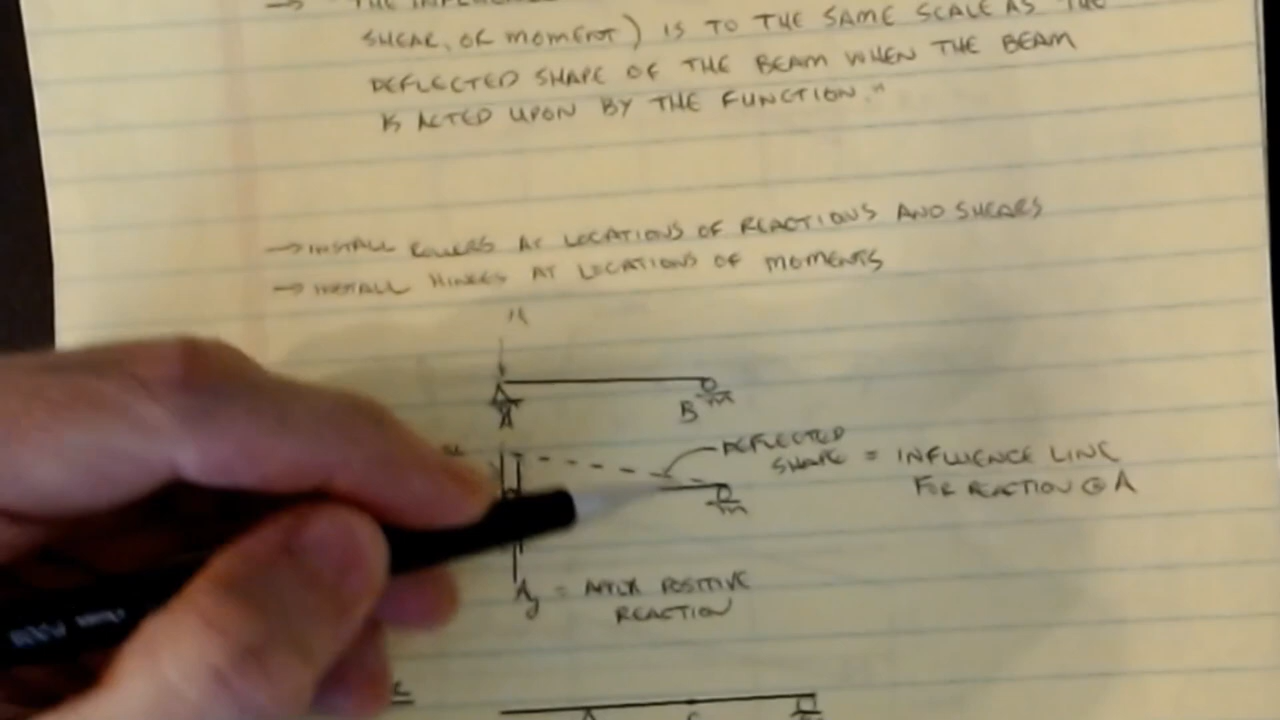 → "THE INFLUENCE
SHEAR, OR MOMENT) IS TO THE SAME SCALE AS THE
DEFLECTED SHAPE OF THE BEAM WHEN THE BEAM
IS ACTED UPON BY THE FUNCTION."
→ INSTALL ROLLERS AT LOCATIONS OF REACTIONS AND SHEARS
→ INSTALL HINGES AT LOCATIONS OF MOMENTS
A
B
DEFLECTED
SHAPE = INFLUENCE LINE
FOR REACTION @ A
Ay = APPLY POSITIVE
REACTION
C